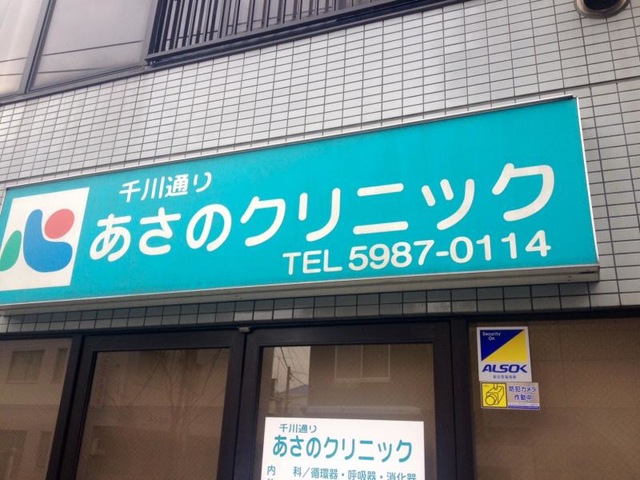 千川通り
あさのクリニック
TEL 5987-0114
Security
On
ALSOK
防犯カメラ
作動中
千川通り
あさのクリニック
内 科/循環器・呼吸器・消化器